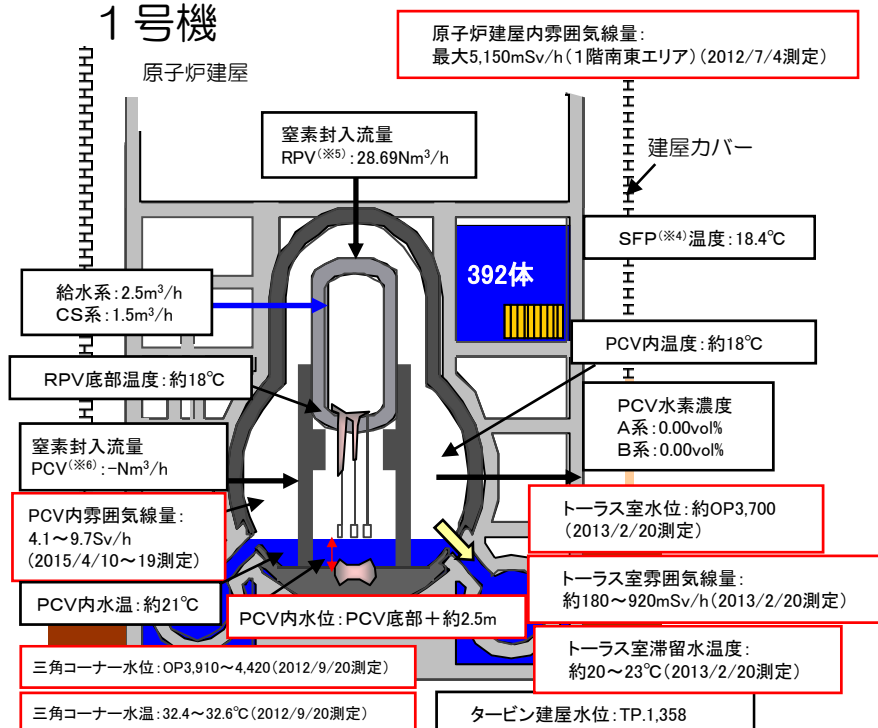 1号機
原子炉建屋内雰囲気線量：
最大5,150mSv/h（１階南東エリア）（2012/7/4測定）
原子炉建屋
窒素封入流量
RPV(※5)：28.69Nm3/h
建屋カバー
SFP(※4)温度：18.4℃
392体
給水系：2.5m3/h
CS系：1.5m3/h
PCV内温度：約18℃
RPV底部温度：約18℃
PCV水素濃度
A系：0.00vol%
B系：0.00vol%
窒素封入流量
PCV(※6)：-Nm3/h
PCV内雰囲気線量：
4.1～9.7Sv/h
（2015/4/10～19測定）
トーラス室水位：約OP3,700
（2013/2/20測定）
トーラス室雰囲気線量：
約180～920mSv/h（2013/2/20測定）
PCV内水温：約21℃
PCV内水位：PCV底部＋約2.5m
トーラス室滞留水温度：
約20～23℃（2013/2/20測定）
三角コーナー水位：OP3,910～4,420（2012/9/20測定）
三角コーナー水温：32.4～32.6℃（2012/9/20測定）
タービン建屋水位：TP.1,358